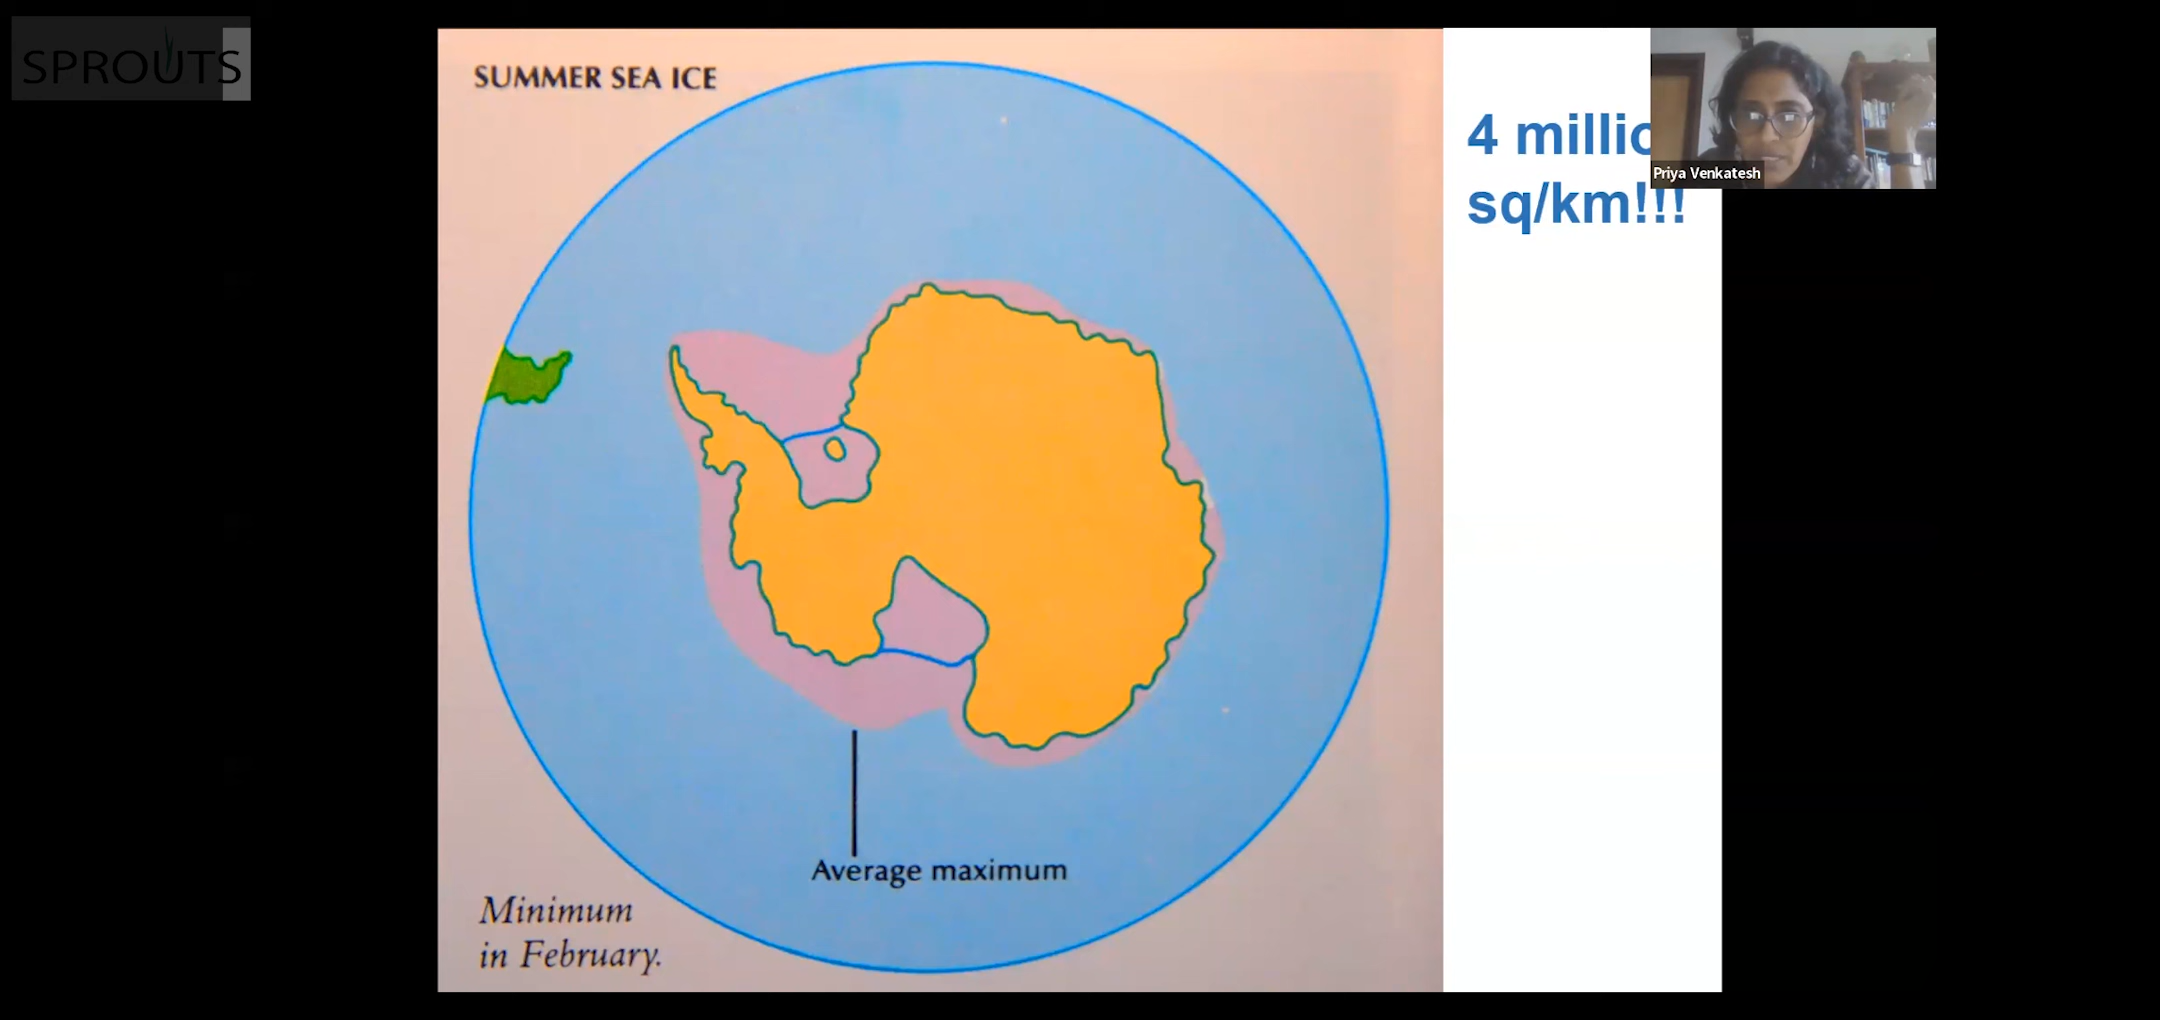 SPROUTS
SUMMER SEA ICE
4 millio
sq/km!!!
Priya Venkatesh
Average maximum
Minimum
in February.